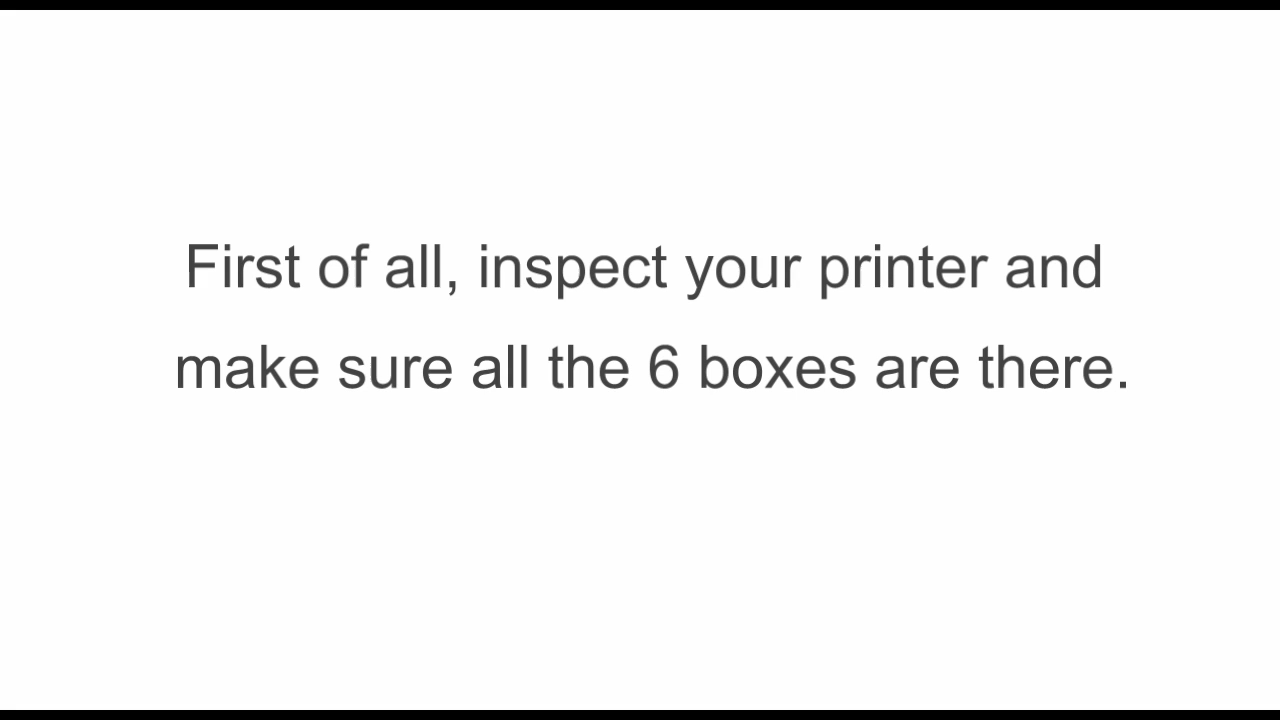 First of all, inspect your printer and
make sure all the 6 boxes are there.